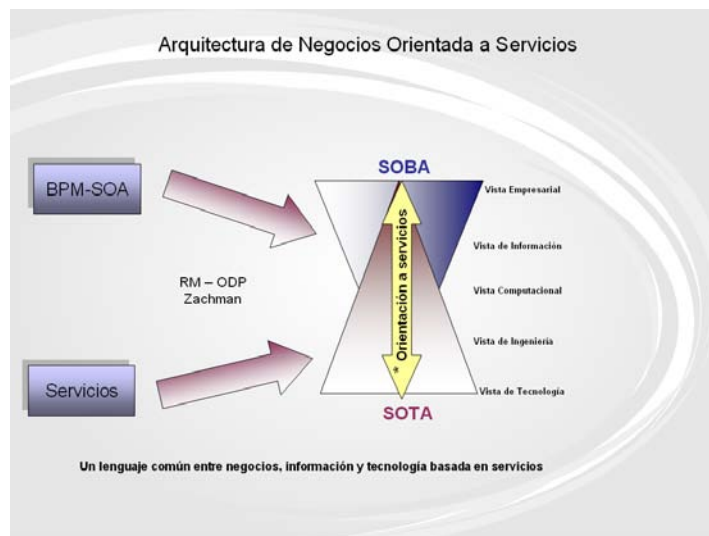 Arquitectura de Negocios Orientada a Servicios
SOBA
BPM-SOA
Vista Empresarial
Vista de Información
RM – ODP
Zachman
Vista Computacional
* Orientación a servicios
Vista de Ingeniería
Servicios
Vista de Tecnología
SOTA
Un lenguaje común entre negocios, información y tecnología basada en servicios